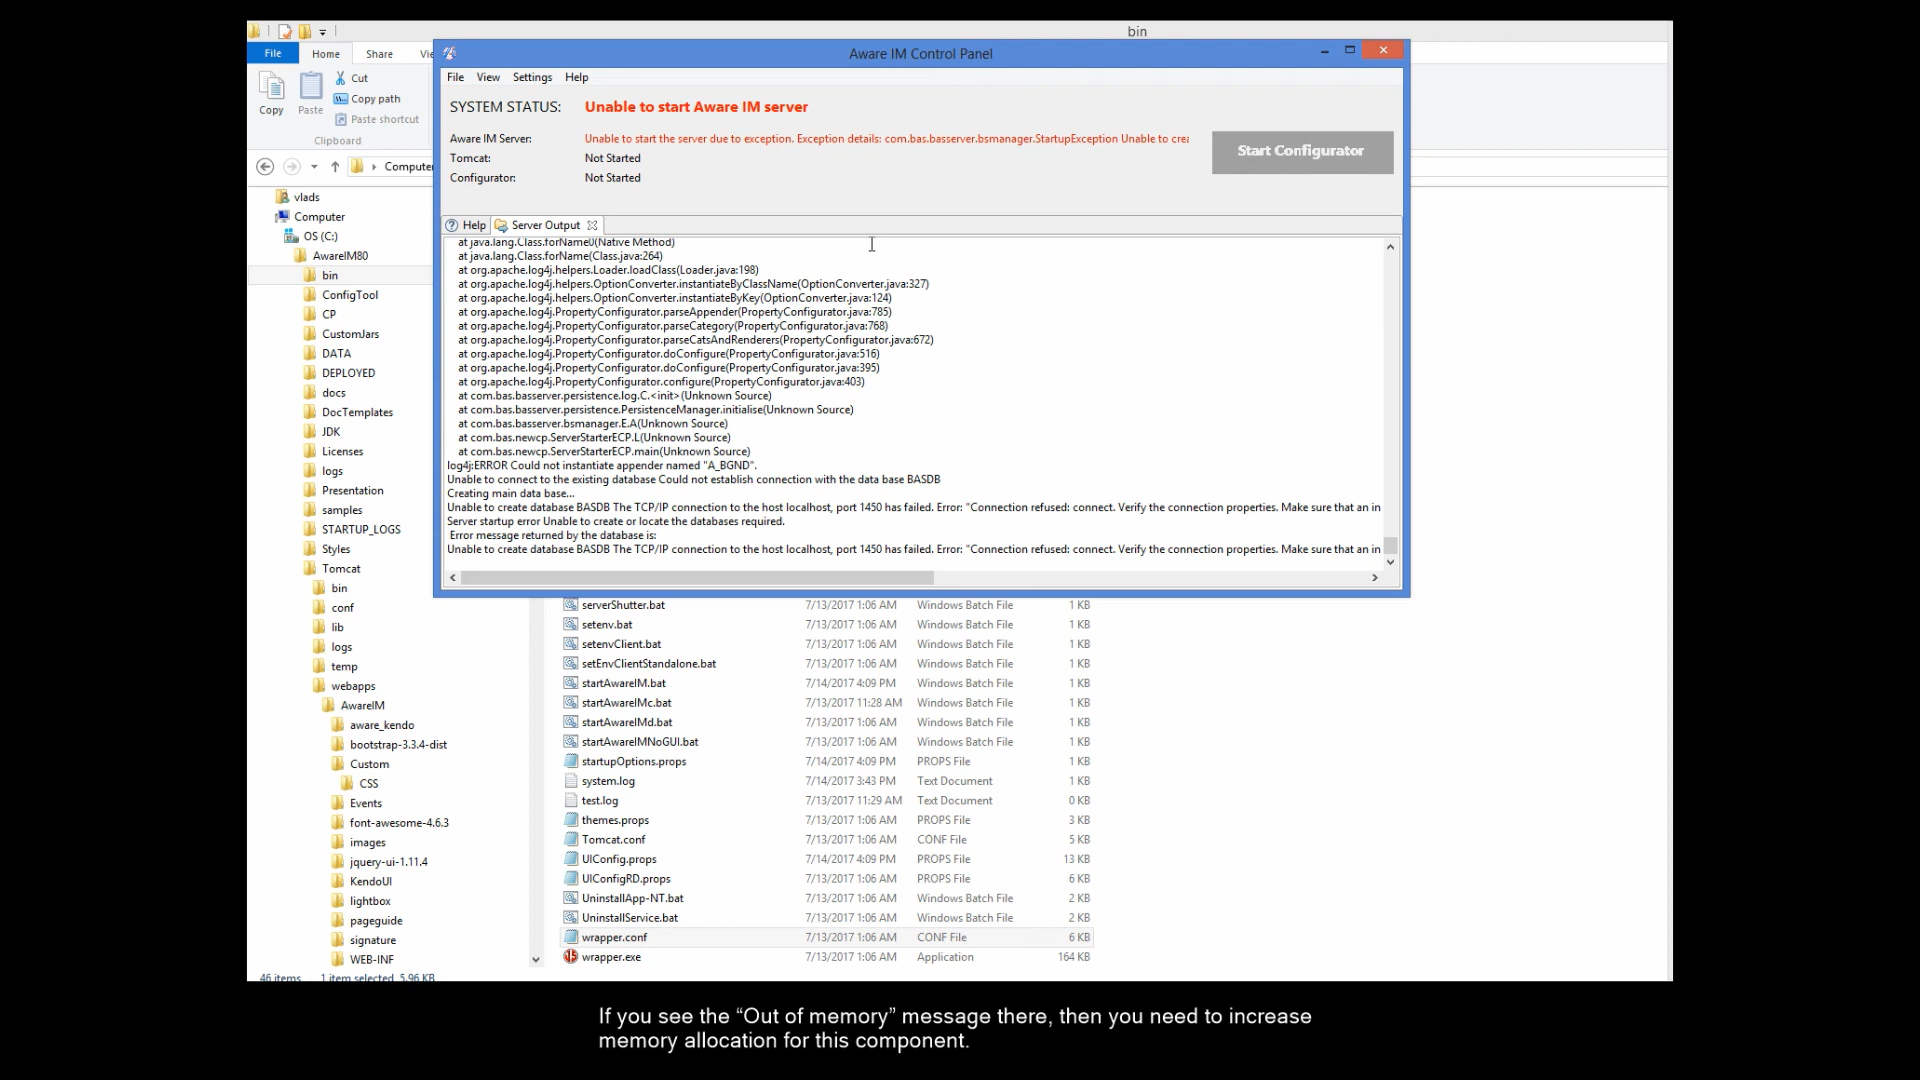 bin
File Home Share Vie
Copy
Paste
Cut
Copy path
Paste shortcut
Clipboard
Computer
vlads
Computer
OS (C:)
AwareIM80
bin
ConfigTool
CP
CustomJars
DATA
DEPLOYED
docs
DocTemplates
JDK
Licenses
logs
Presentation
samples
STARTUP_LOGS
Styles
Tomcat
bin
conf
lib
logs
temp
webapps
AwareIM
aware_kendo
bootstrap-3.3.4-dist
Custom
CSS
Events
font-awesome-4.6.3
images
jquery-ui-1.11.4
KendoUI
lightbox
pageguide
signature
WEB-INF
46 items 1 item selected 5.96 KB
Aware IM Control Panel
File View Settings Help
SYSTEM STATUS: Unable to start Aware IM server
Aware IM Server: Unable to start the server due to exception. Exception details: com.bas.basserver.bsmanager.StartupException Unable to crea
Tomcat: Not Started
Configurator: Not Started
Start Configurator
Help Server Output
at java.lang.Class.forName0(Native Method)
at java.lang.Class.forName(Class.java:264)
at org.apache.log4j.helpers.Loader.loadClass(Loader.java:198)
at org.apache.log4j.helpers.OptionConverter.instantiateByClassName(OptionConverter.java:327)
at org.apache.log4j.helpers.OptionConverter.instantiateByKey(OptionConverter.java:124)
at org.apache.log4j.PropertyConfigurator.parseAppender(PropertyConfigurator.java:785)
at org.apache.log4j.PropertyConfigurator.parseCategory(PropertyConfigurator.java:768)
at org.apache.log4j.PropertyConfigurator.parseCatsAndRenderers(PropertyConfigurator.java:672)
at org.apache.log4j.PropertyConfigurator.doConfigure(PropertyConfigurator.java:516)
at org.apache.log4j.PropertyConfigurator.doConfigure(PropertyConfigurator.java:395)
at org.apache.log4j.PropertyConfigurator.configure(PropertyConfigurator.java:403)
at com.bas.basserver.persistence.log.C.<init>(Unknown Source)
at com.bas.basserver.persistence.PersistenceManager.initialise(Unknown Source)
at com.bas.basserver.bsmanager.E.A(Unknown Source)
at com.bas.newcp.ServerStarterECP.L(Unknown Source)
at com.bas.newcp.ServerStarterECP.main(Unknown Source)
log4j:ERROR Could not instantiate appender named "A_BGND".
Unable to connect to the existing database Could not establish connection with the data base BASDB
Creating main data base...
Unable to create database BASDB The TCP/IP connection to the host localhost, port 1450 has failed. Error: "Connection refused: connect. Verify the connection properties. Make sure that an in
Server startup error Unable to create or locate the databases required.
Error message returned by the database is:
Unable to create database BASDB The TCP/IP connection to the host localhost, port 1450 has failed. Error: "Connection refused: connect. Verify the connection properties. Make sure that an in
serverShutter.bat 7/13/2017 1:06 AM Windows Batch File 1 KB
setenv.bat 7/13/2017 1:06 AM Windows Batch File 1 KB
setenvClient.bat 7/13/2017 1:06 AM Windows Batch File 1 KB
setEnvClientStandalone.bat 7/13/2017 1:06 AM Windows Batch File 1 KB
startAwareIM.bat 7/14/2017 4:09 PM Windows Batch File 1 KB
startAwareIMc.bat 7/13/2017 11:28 AM Windows Batch File 1 KB
startAwareIMd.bat 7/13/2017 1:06 AM Windows Batch File 1 KB
startAwareIMNoGUI.bat 7/13/2017 1:06 AM Windows Batch File 1 KB
startupOptions.props 7/14/2017 4:09 PM PROPS File 1 KB
system.log 7/14/2017 3:43 PM Text Document 1 KB
test.log 7/13/2017 11:29 AM Text Document 0 KB
themes.props 7/13/2017 1:06 AM PROPS File 3 KB
Tomcat.conf 7/13/2017 1:06 AM CONF File 5 KB
UIConfig.props 7/14/2017 4:09 PM PROPS File 13 KB
UIConfigRD.props 7/13/2017 1:06 AM PROPS File 6 KB
UninstallApp-NT.bat 7/13/2017 1:06 AM Windows Batch File 2 KB
UninstallService.bat 7/13/2017 1:06 AM Windows Batch File 2 KB
wrapper.conf 7/13/2017 1:06 AM CONF File 6 KB
wrapper.exe 7/13/2017 1:06 AM Application 164 KB
If you see the “Out of memory” message there, then you need to increase
memory allocation for this component.